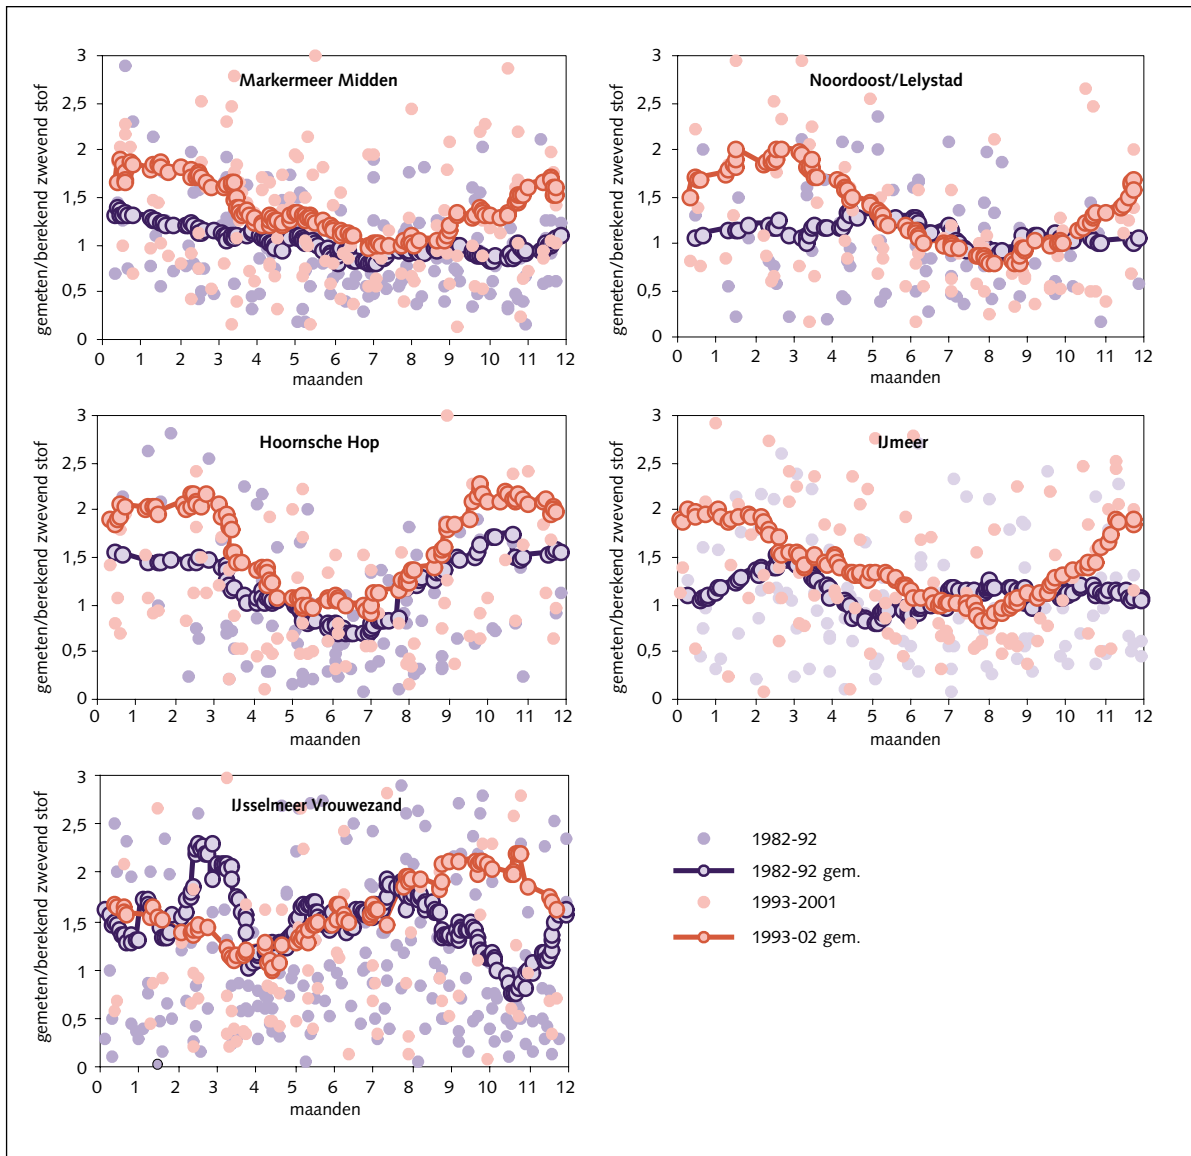 Markermeer Midden
gemeten/berekend zwevend stof
3
2,5
2
1,5
1
0,5
0
0 1 2 3 4 5 6 7 8 9 10 11 12
maanden
Noordoost/Lelystad
gemeten/berekend zwevend stof
3
2,5
2
1,5
1
0,5
0
0 1 2 3 4 5 6 7 8 9 10 11 12
maanden
Hoornsche Hop
gemeten/berekend zwevend stof
3
2,5
2
1,5
1
0,5
0
0 1 2 3 4 5 6 7 8 9 10 11 12
maanden
IJmeer
gemeten/berekend zwevend stof
3
2,5
2
1,5
1
0,5
0
0 1 2 3 4 5 6 7 8 9 10 11 12
maanden
IJsselmeer Vrouwezand
gemeten/berekend zwevend stof
3
2,5
2
1,5
1
0,5
0
0 1 2 3 4 5 6 7 8 9 10 11 12
maanden
1982-92
1982-92 gem.
1993-2001
1993-02 gem.